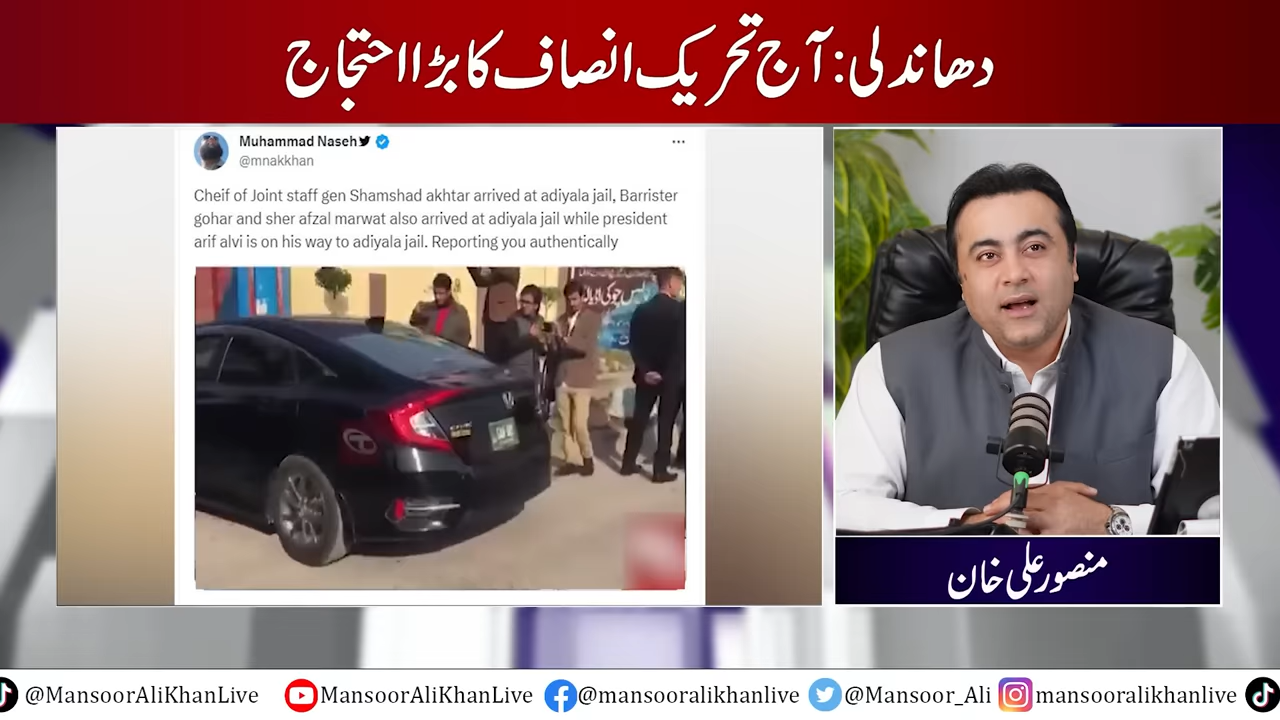 دھاندلی: آج تحریک انصاف کا بڑا احتجاج
Muhammad Naseh
@mnakkhan
Cheif of Joint staff gen Shamshad akhtar arrived at adiyala jail, Barrister
gohar and sher afzal marwat also arrived at adiyala jail while president
arif alvi is on his way to adiyala jail. Reporting you authentically
منصور علی خان
@MansoorAliKhanLive
MansoorAliKhanLive
@mansooralikhanlive
@Mansoor_Ali
mansooralikhanlive